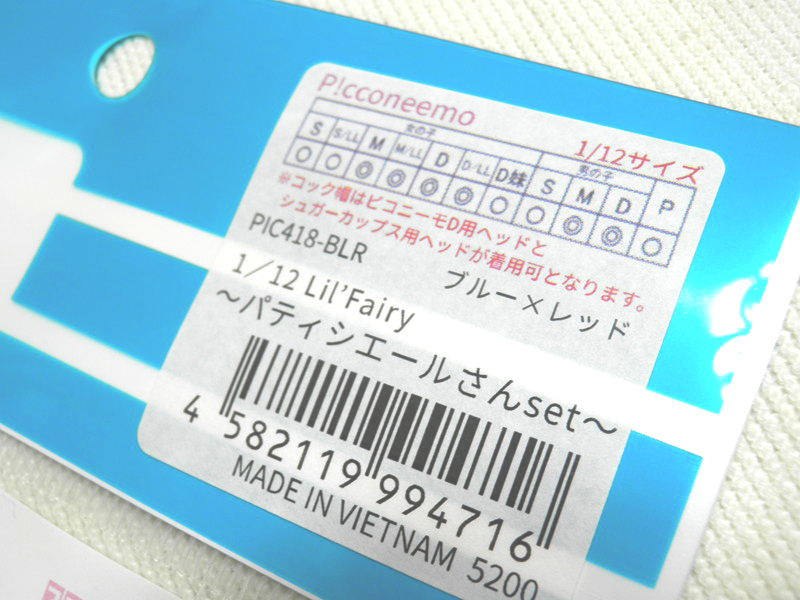 P!cconeemo
1/12サイズ
女の子 男の子
S S/LL M M/LL D D/LL D妹 S M D P
○ ○ ◎ ◎ ◎ ◎ ○ ○ ◎ ◎ ○
※コック帽はピコニーモD用ヘッドと
シュガーカップス用ヘッドが着用可となります。
PIC418-BLR
ブルー×レッド
1/12 Lil'Fairy
～パティシエールさんset～
4 582119 994716
MADE IN VIETNAM 5200